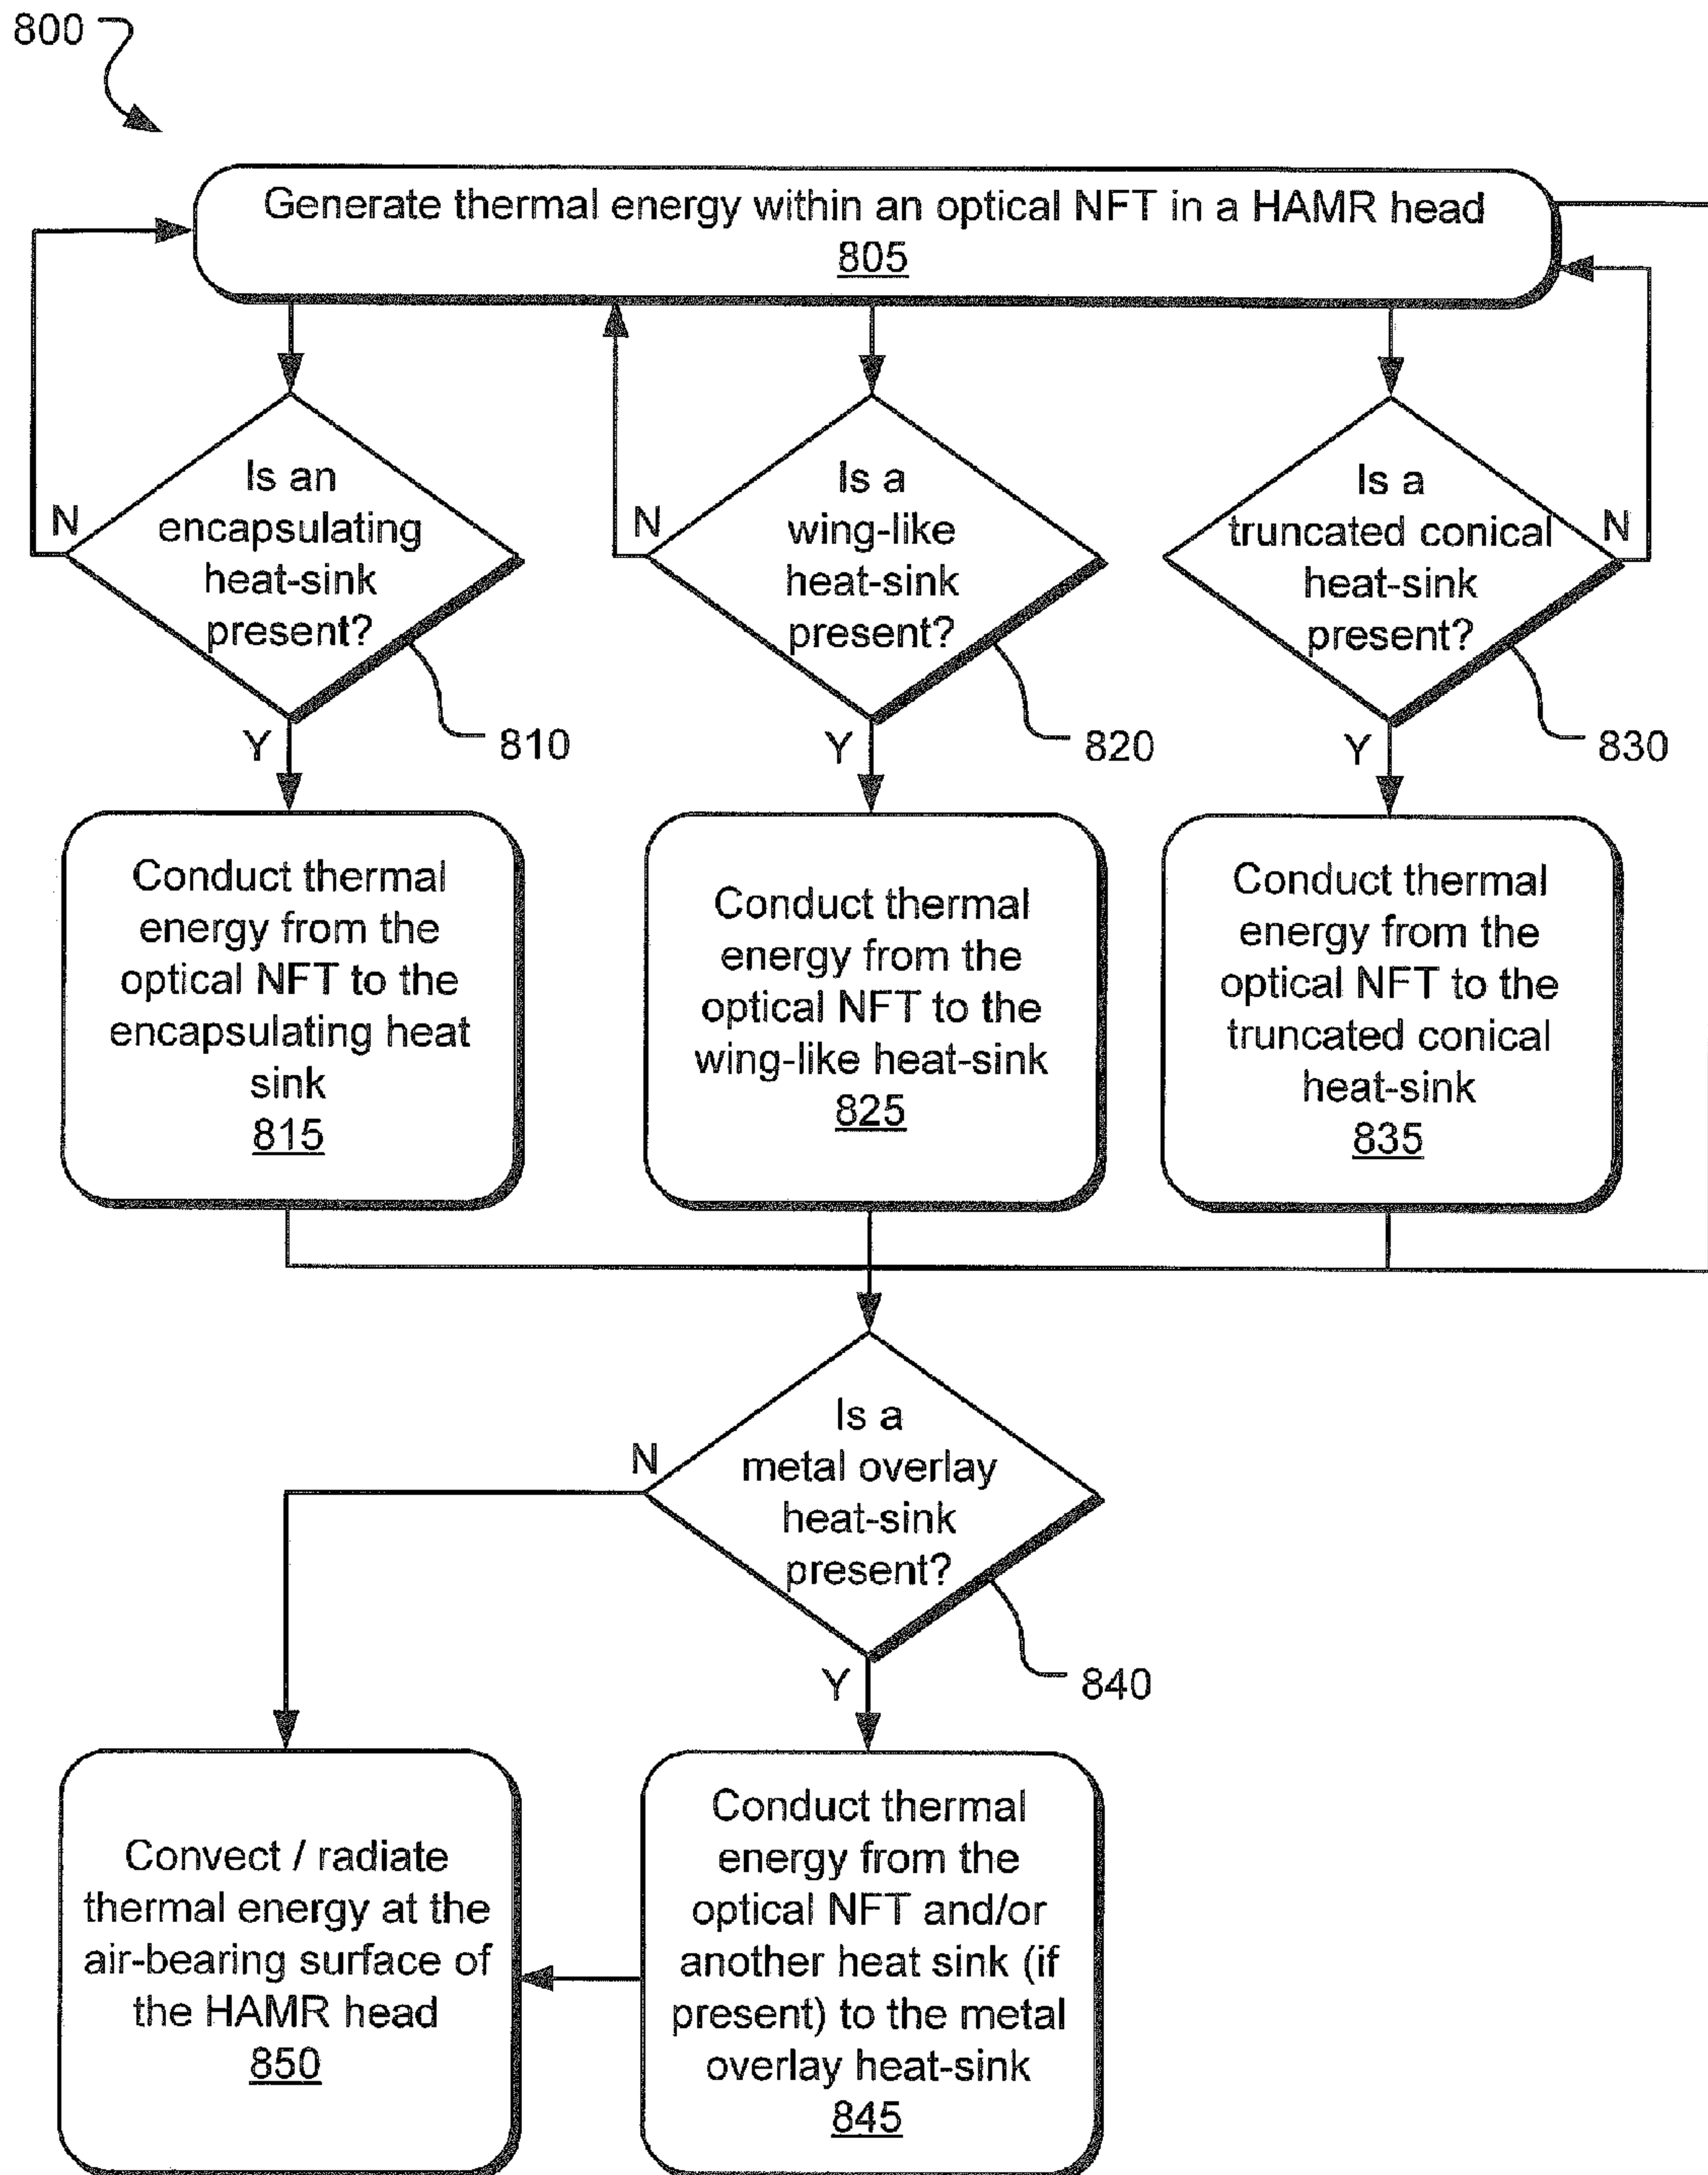 800
Generate thermal energy within an optical NFT in a HAMR head
805
Is an
encapsulating
heat-sink
present?
N
Y
810
Is a
wing-like
heat-sink
present?
N
Y
820
Is a
truncated conical
heat-sink
present?
N
Y
830
Conduct thermal
energy from the
optical NFT to the
encapsulating heat
sink
815
Conduct thermal
energy from the
optical NFT to the
wing-like heat-sink
825
Conduct thermal
energy from the
optical NFT to the
truncated conical
heat-sink
835
Is a
metal overlay
heat-sink
present?
N
Y
840
Convect / radiate
thermal energy at the
air-bearing surface of
the HAMR head
850
Conduct thermal
energy from the
optical NFT and/or
another heat sink (if
present) to the metal
overlay heat-sink
845